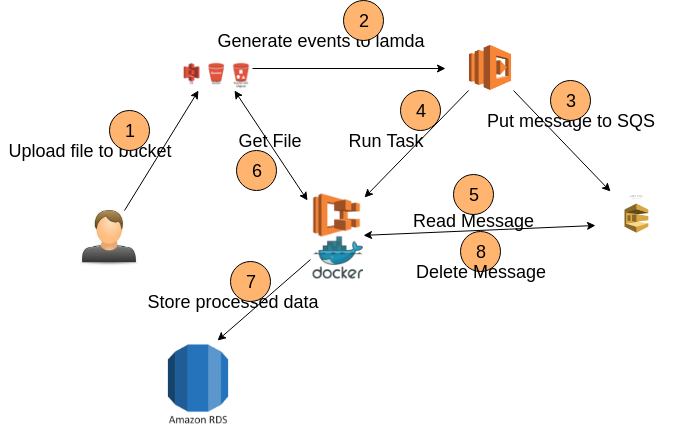 2
Generate events to lamda
1
Upload file to bucket
4
3
Put message to SQS
Get File
Run Task
6
5
Read Message
8
Delete Message
docker
7
Store processed data
Amazon RDS